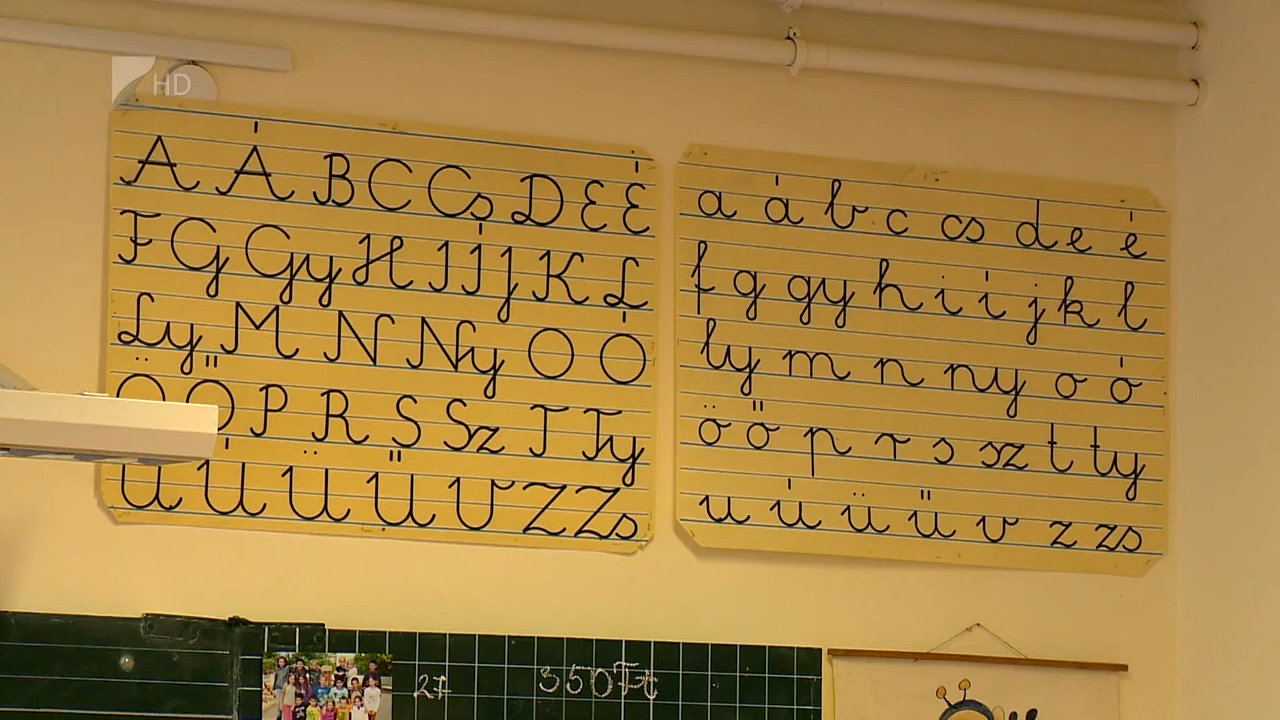 HD
A Á B C Cs D E É
F G Gy H I Í J K L
Ly M N Ny O Ó
Ö Ő P R S Sz T Ty
U Ú Ü Ű V Z Zs
a á b c cs d e é
f g gy h i í j k l
ly m n ny o ó
ö ő p r s sz t ty
u ú ü ű v z zs
27 350Ft